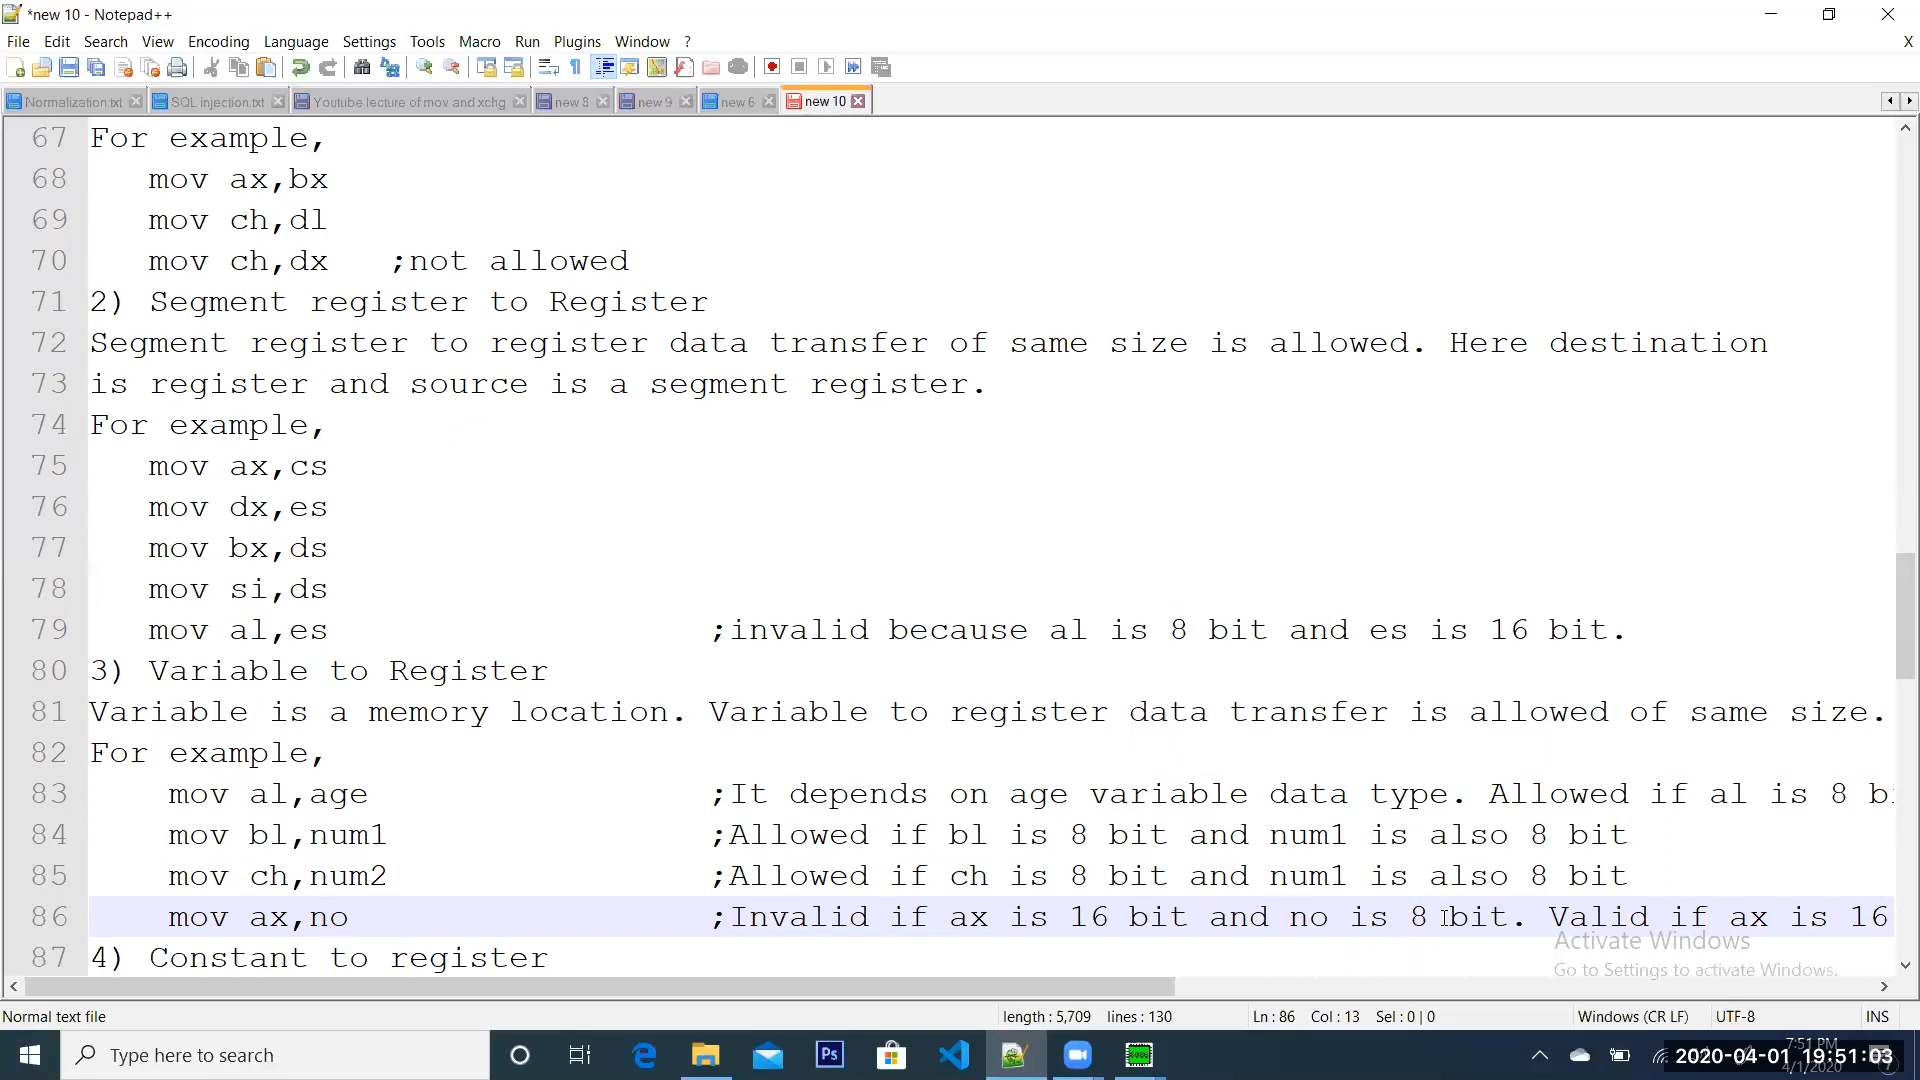 *new 10 - Notepad++
File Edit Search View Encoding Language Settings Tools Macro Run Plugins Window ?
X
Normalization.txt SQL injection.txt Youtube lecture of mov and xchg new 8 new 9 new 6 new 10
67 For example,
68 mov ax,bx
69 mov ch,dl
70 mov ch,dx ;not allowed
71 2) Segment register to Register
72 Segment register to register data transfer of same size is allowed. Here destination
73 is register and source is a segment register.
74 For example,
75 mov ax,cs
76 mov dx,es
77 mov bx,ds
78 mov si,ds
79 mov al,es ;invalid because al is 8 bit and es is 16 bit.
80 3) Variable to Register
81 Variable is a memory location. Variable to register data transfer is allowed of same size.
82 For example,
83 mov al,age ;It depends on age variable data type. Allowed if al is 8
84 mov bl,num1 ;Allowed if bl is 8 bit and num1 is also 8 bit
85 mov ch,num2 ;Allowed if ch is 8 bit and num1 is also 8 bit
86 mov ax,no ;Invalid if ax is 16 bit and no is 8 bit. Valid if ax is 16
87 4) Constant to register
Activate Windows
Go to Settings to activate Windows.
Normal text file length : 5,709 lines : 130 Ln : 86 Col : 13 Sel : 0 | 0 Windows (CR LF) UTF-8 INS
Type here to search
Ps
8086
7:51 PM
2020-04-01 19:51:03
4/1/2020